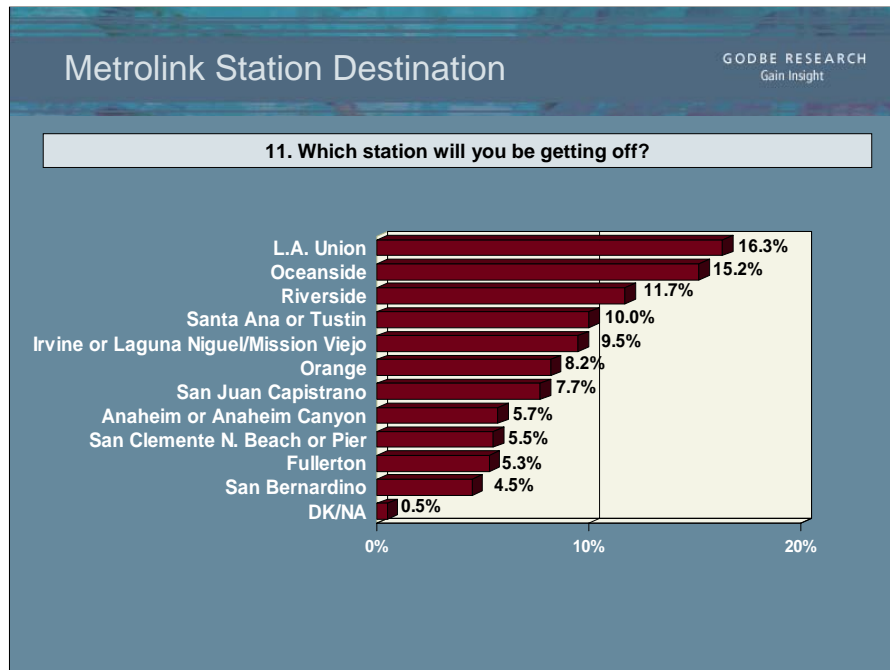 Metrolink Station Destination
GODBE RESEARCH
Gain Insight
11. Which station will you be getting off?
L.A. Union 16.3%
Oceanside 15.2%
Riverside 11.7%
Santa Ana or Tustin 10.0%
Irvine or Laguna Niguel/Mission Viejo 9.5%
Orange 8.2%
San Juan Capistrano 7.7%
Anaheim or Anaheim Canyon 5.7%
San Clemente N. Beach or Pier 5.5%
Fullerton 5.3%
San Bernardino 4.5%
DK/NA 0.5%
0% 10% 20%